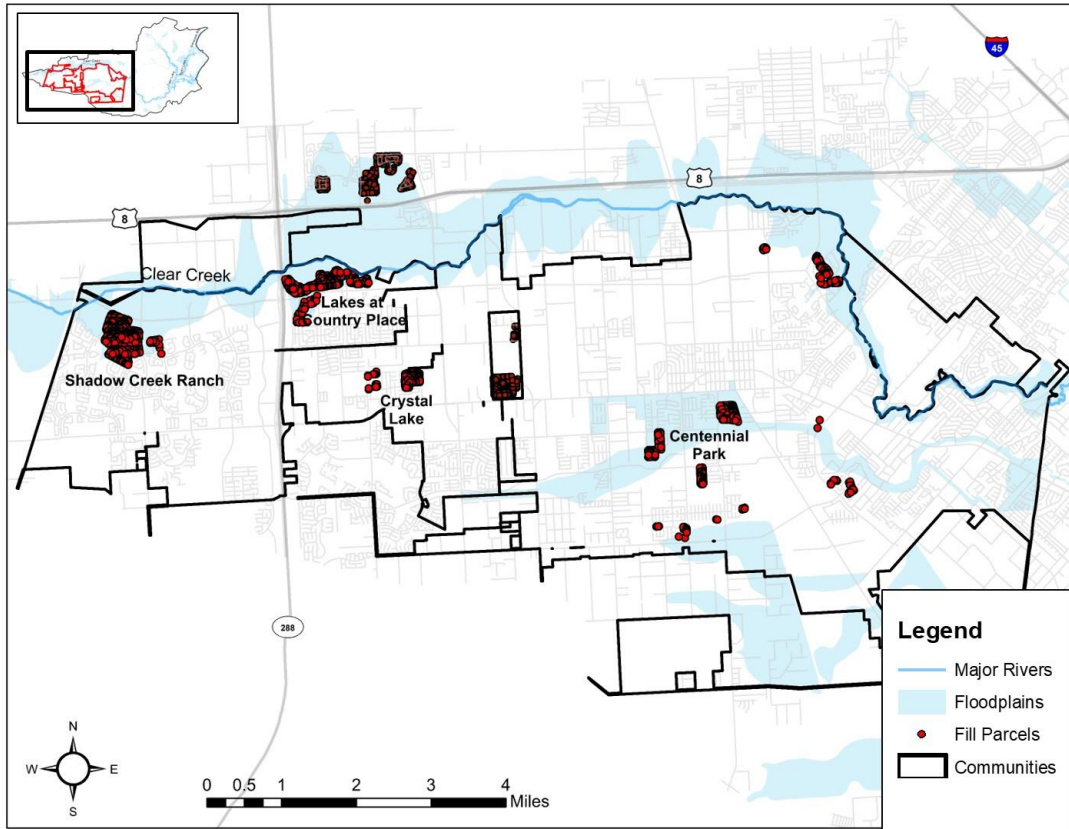 45
8
8
Clear Creek
Lakes at
Country Place
Shadow Creek Ranch
Crystal
Lake
Centennial
Park
288
Legend
Major Rivers
Floodplains
Fill Parcels
Communities
N
W
E
S
0 0.5 1 2 3 4
Miles